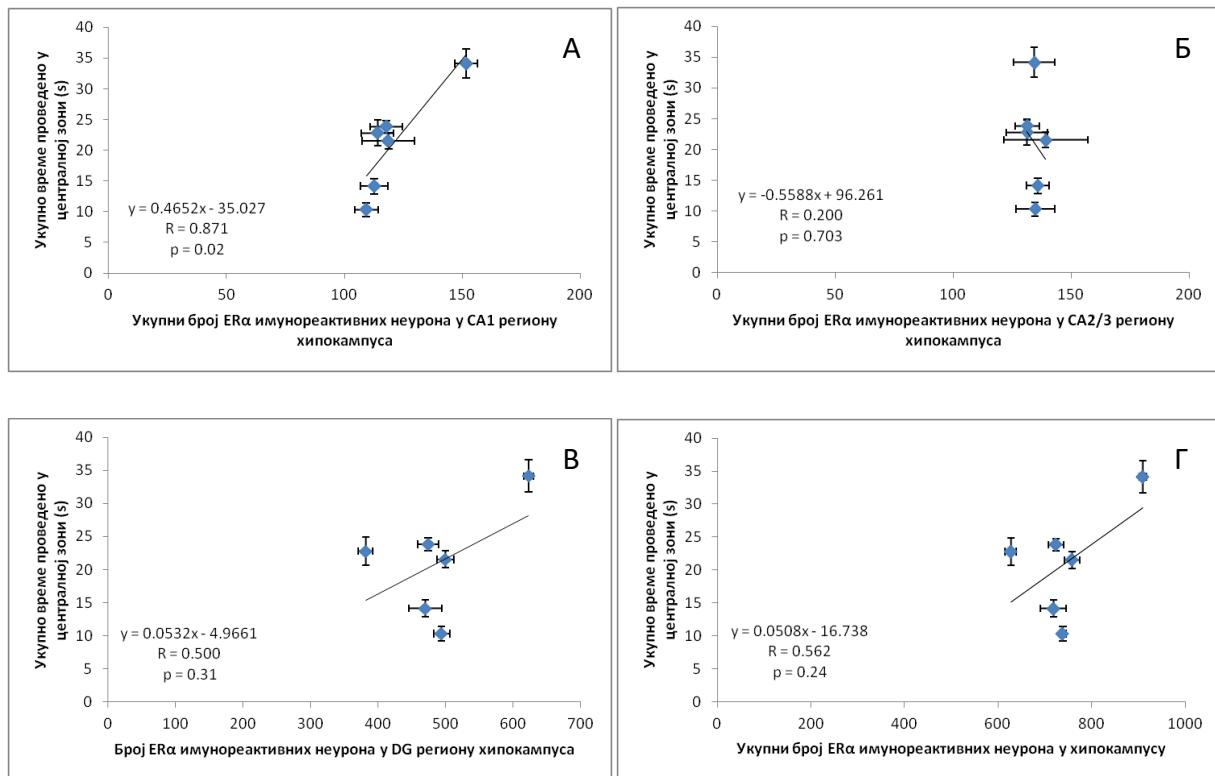 А
Укупно време проведено у
централној зони (s)
40
35
30
25
20
15
10
5
0
y = 0.4652x - 35.027
R = 0.871
p = 0.02
0 50 100 150 200
Укупни број ERα имунореактивних неурона у CA1 региону
хипокампуса
Б
Укупно време проведено у
централној зони (s)
40
35
30
25
20
15
10
5
0
y = -0.5588x + 96.261
R = 0.200
p = 0.703
0 50 100 150 200
Укупни број ERα имунореактивних неурона у CA2/3 региону
хипокампуса
В
Укупно време проведено у
централној зони (s)
40
35
30
25
20
15
10
5
0
y = 0.0532x - 4.9661
R = 0.500
p = 0.31
0 100 200 300 400 500 600 700
Број ERα имунореактивних неурона у DG региону хипокампуса
Г
Укупно време проведено у
централној зони (s)
40
35
30
25
20
15
10
5
0
y = 0.0508x - 16.738
R = 0.562
p = 0.24
0 200 400 600 800 1000
Укупни број ERα имунореактивних неурона у хипокампусу